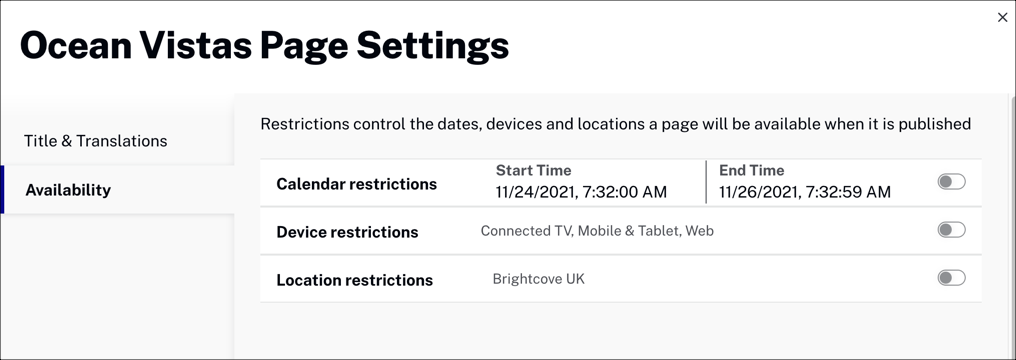 Ocean Vistas Page Settings
Title & Translations
Availability
Restrictions control the dates, devices and locations a page will be available when it is published
Calendar restrictions
Start Time
11/24/2021, 7:32:00 AM
End Time
11/26/2021, 7:32:59 AM
Device restrictions
Connected TV, Mobile & Tablet, Web
Location restrictions
Brightcove UK